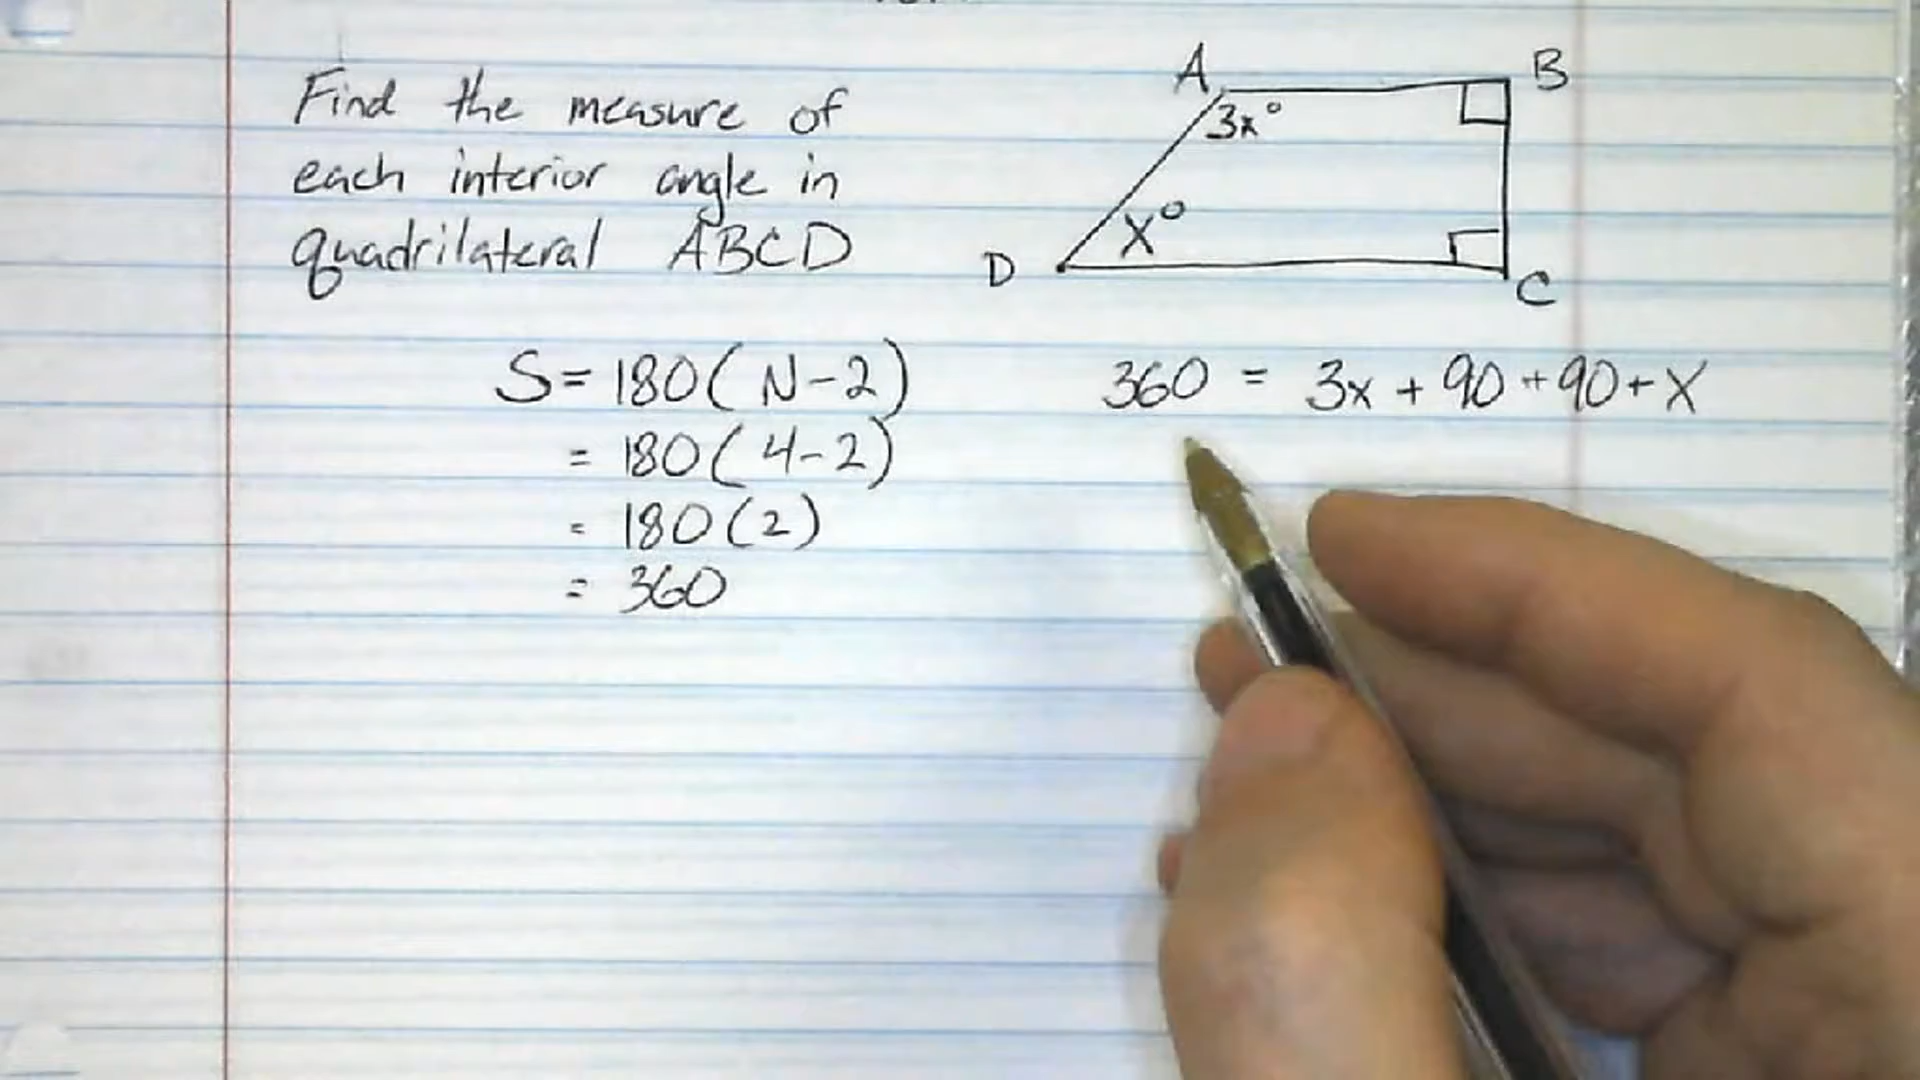 Find the measure of
each interior angle in
quadrilateral ABCD
A
B
3x°
x°
D
C
S = 180(N-2)
= 180(4-2)
= 180(2)
= 360
360 = 3x + 90 + 90 + x